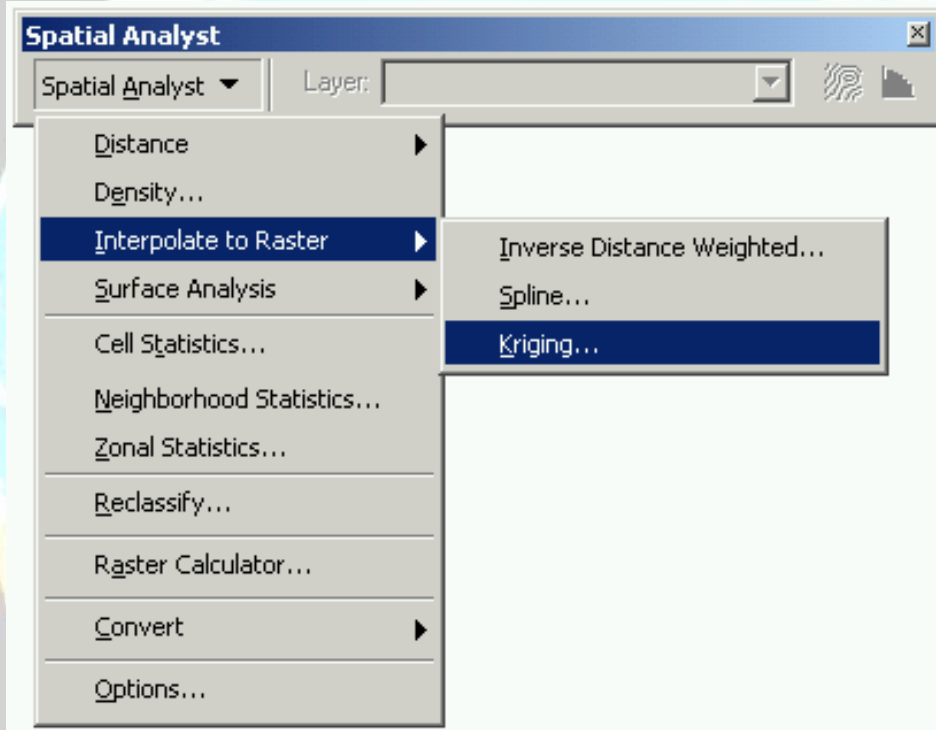 Spatial Analyst
Spatial Analyst
Layer:
Distance
Density...
Interpolate to Raster
Surface Analysis
Cell Statistics...
Neighborhood Statistics...
Zonal Statistics...
Reclassify...
Raster Calculator...
Convert
Options...
Inverse Distance Weighted...
Spline...
Kriging...